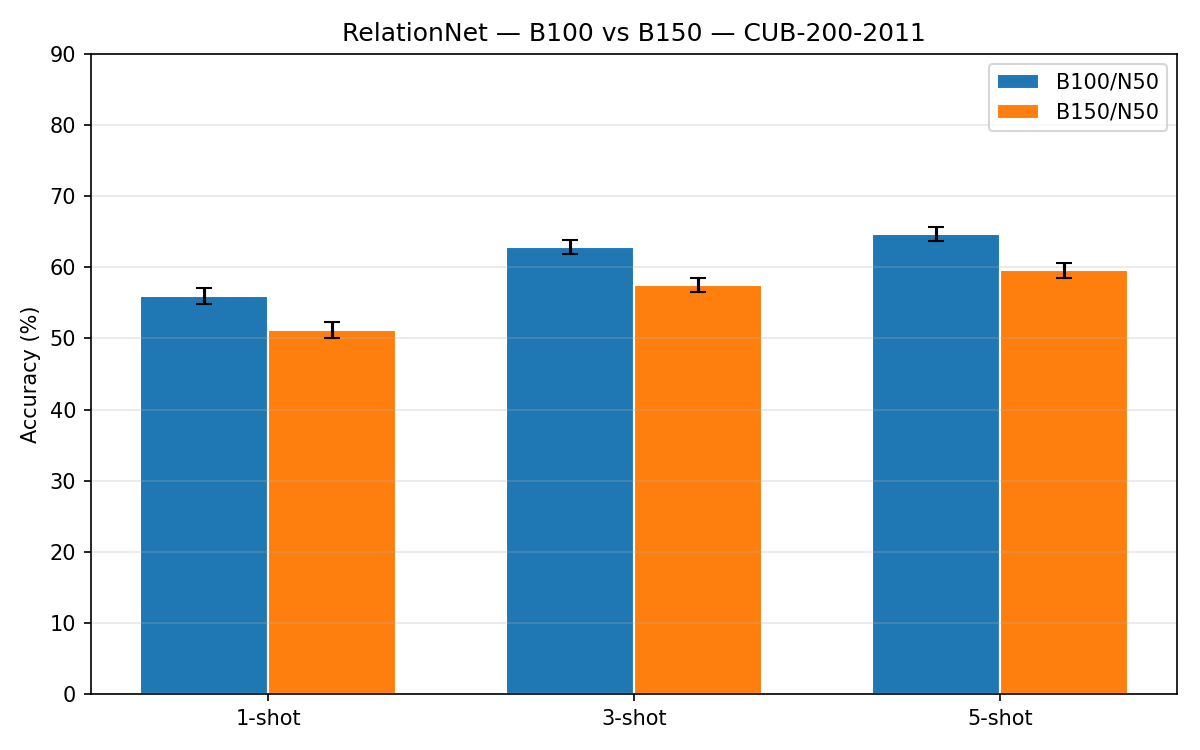 RelationNet — B100 vs B150 — CUB-200-2011
B100/N50
B150/N50
Accuracy (%)
90
80
70
60
50
40
30
20
10
0
1-shot
3-shot
5-shot